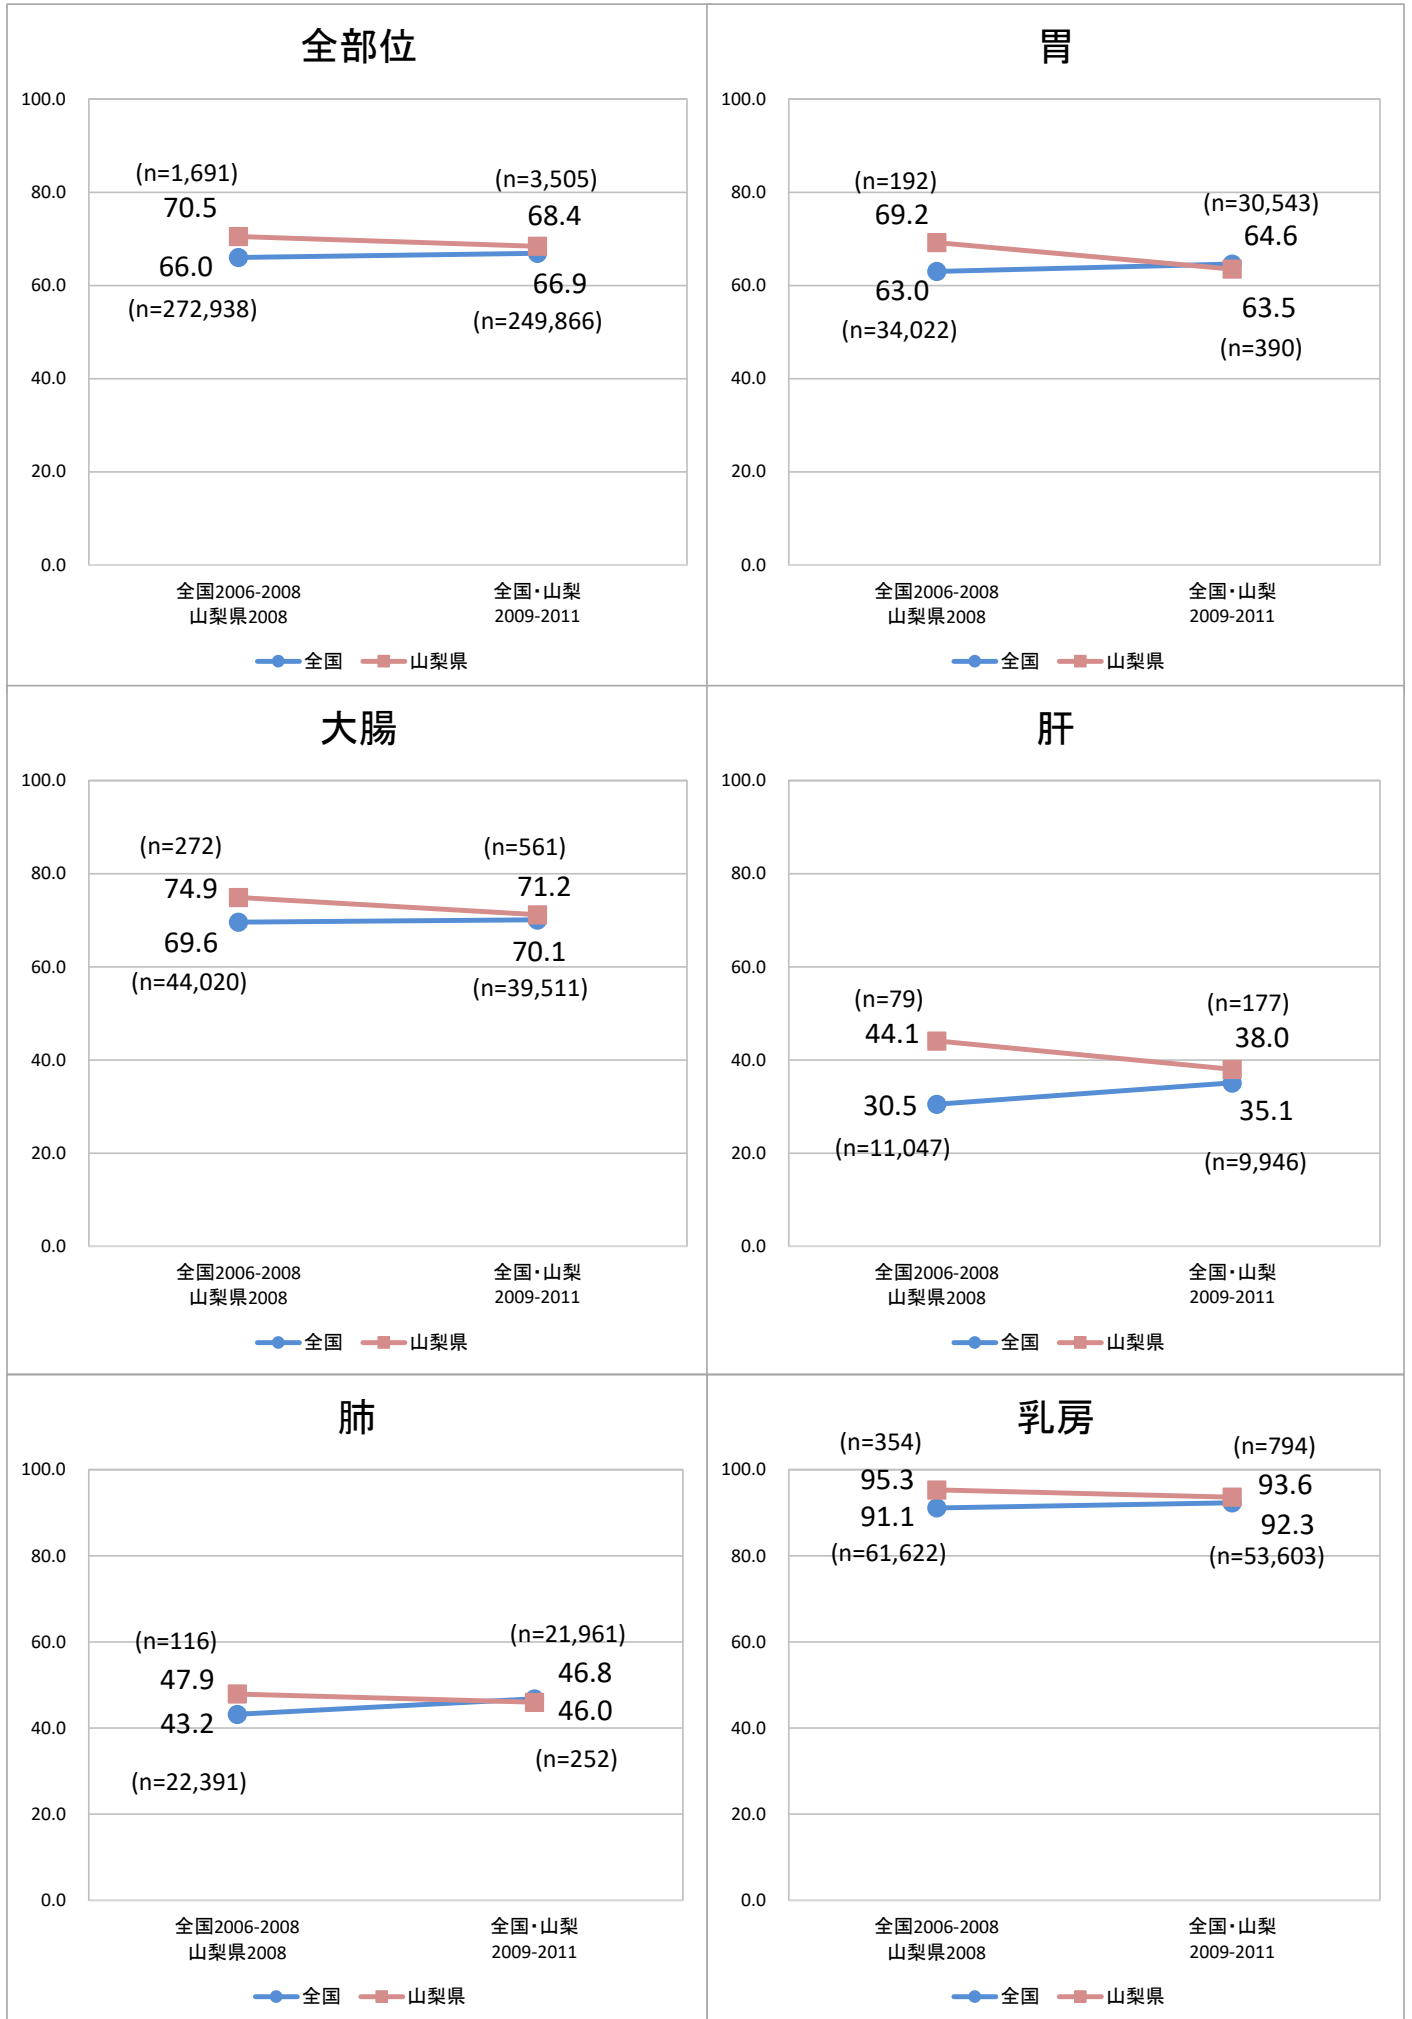 全部位
100.0
80.0
60.0
40.0
20.0
0.0
(n=1,691)
70.5
66.0
(n=272,938)
(n=3,505)
68.4
66.9
(n=249,866)
全国2006-2008
山梨県2008
全国・山梨
2009-2011
全国 山梨県
胃
100.0
80.0
60.0
40.0
20.0
0.0
(n=192)
69.2
63.0
(n=34,022)
(n=30,543)
64.6
63.5
(n=390)
全国2006-2008
山梨県2008
全国・山梨
2009-2011
全国 山梨県
大腸
100.0
80.0
60.0
40.0
20.0
0.0
(n=272)
74.9
69.6
(n=44,020)
(n=561)
71.2
70.1
(n=39,511)
全国2006-2008
山梨県2008
全国・山梨
2009-2011
全国 山梨県
肝
100.0
80.0
60.0
40.0
20.0
0.0
(n=79)
44.1
30.5
(n=11,047)
(n=177)
38.0
35.1
(n=9,946)
全国2006-2008
山梨県2008
全国・山梨
2009-2011
全国 山梨県
肺
100.0
80.0
60.0
40.0
20.0
0.0
(n=116)
47.9
43.2
(n=22,391)
(n=21,961)
46.8
46.0
(n=252)
全国2006-2008
山梨県2008
全国・山梨
2009-2011
全国 山梨県
乳房
100.0
80.0
60.0
40.0
20.0
0.0
(n=354)
95.3
91.1
(n=61,622)
(n=794)
93.6
92.3
(n=53,603)
全国2006-2008
山梨県2008
全国・山梨
2009-2011
全国 山梨県